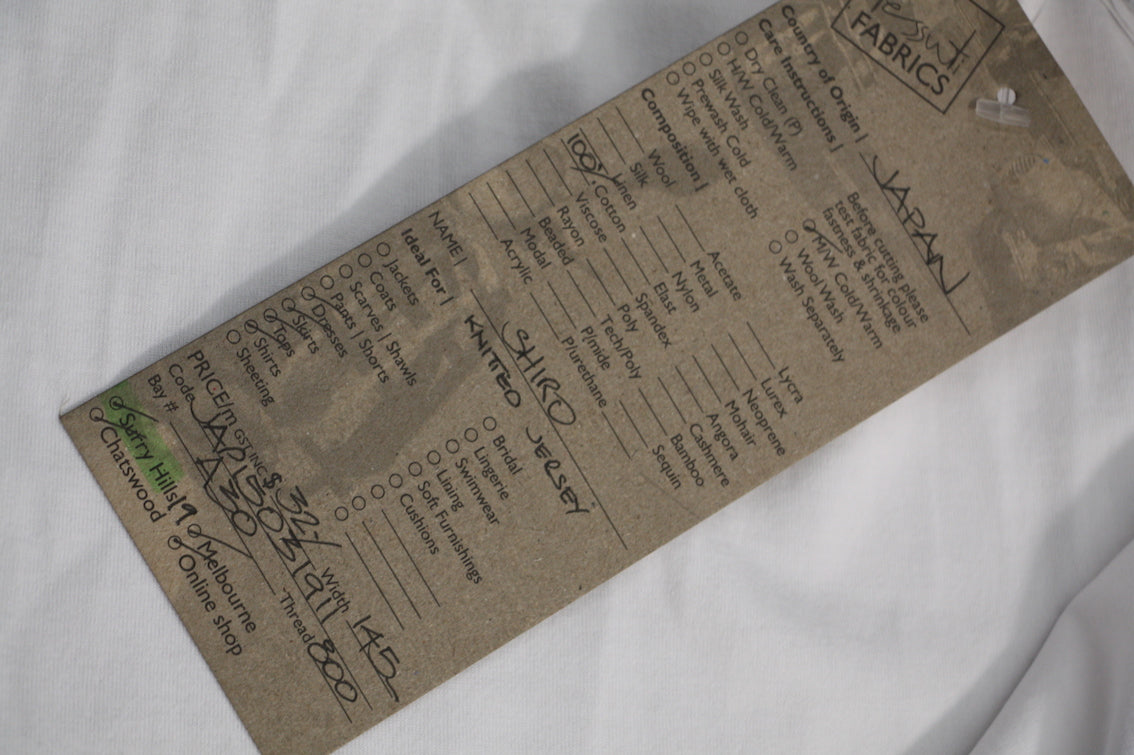 Tessuti
FABRICS
Country of Origin | JAPAN
Care Instructions |
Before cutting please
test fabric for colour
fastness & shrinkage
Dry Clean (P)
H/W Cold/Warm
Silk Wash
Prewash Cold
Wipe with wet cloth
M/W Cold/Warm
Wool Wash
Wash Separately
Composition |
Wool
Silk
Linen
100% Cotton
Viscose
Rayon
Beaded
Modal
Acrylic
Acetate
Metal
Nylon
Elast
Spandex
Poly
Tech/Poly
P/mide
P/urethane
Lycra
Lurex
Neoprene
Mohair
Angora
Cashmere
Bamboo
Sequin
NAME | SHIRO
KNITTED JERSEY
Ideal For |
Jackets
Coats
Scarves | Shawls
Pants | Shorts
Dresses
Skirts
Tops
Shirts
Sheeting
Bridal
Lingerie
Swimwear
Lining
Soft Furnishings
Cushions
PRICE/m GST INC $ 32-/ Width 145
Code JAP15031911
Bay # A30 Thread 800
Surry Hills 19 Melbourne
Chatswood Online shop